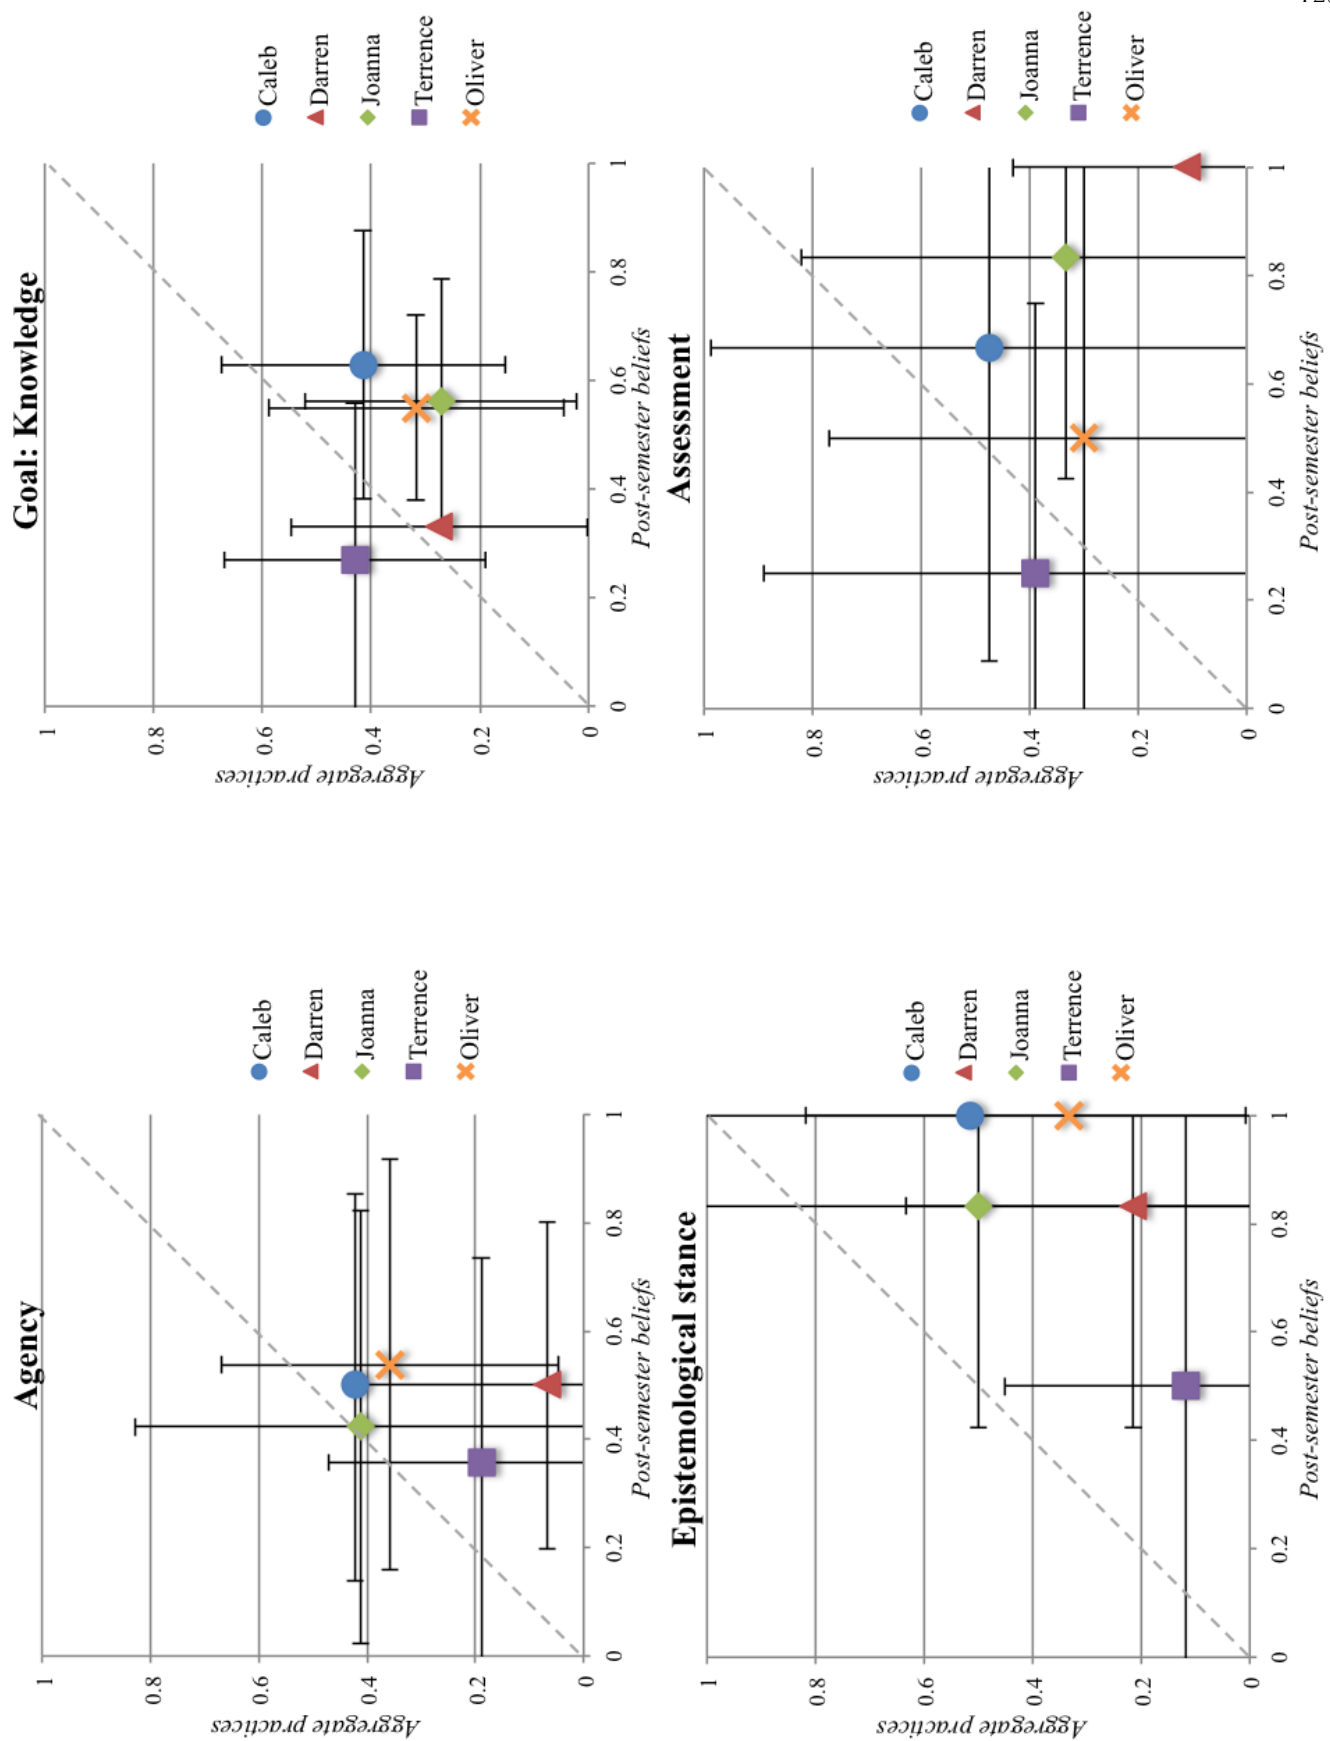 Agency
1
0.8
0.6
0.4
0.2
0
Aggregate practices
0 0.2 0.4 0.6 0.8 1
Post-semester beliefs
Caleb
Darren
Joanna
Terrence
Oliver
Goal: Knowledge
1
0.8
0.6
0.4
0.2
0
Aggregate practices
0 0.2 0.4 0.6 0.8 1
Post-semester beliefs
Caleb
Darren
Joanna
Terrence
Oliver
Epistemological stance
1
0.8
0.6
0.4
0.2
0
Aggregate practices
0 0.2 0.4 0.6 0.8 1
Post-semester beliefs
Caleb
Darren
Joanna
Terrence
Oliver
Assessment
1
0.8
0.6
0.4
0.2
0
Aggregate practices
0 0.2 0.4 0.6 0.8 1
Post-semester beliefs
Caleb
Darren
Joanna
Terrence
Oliver